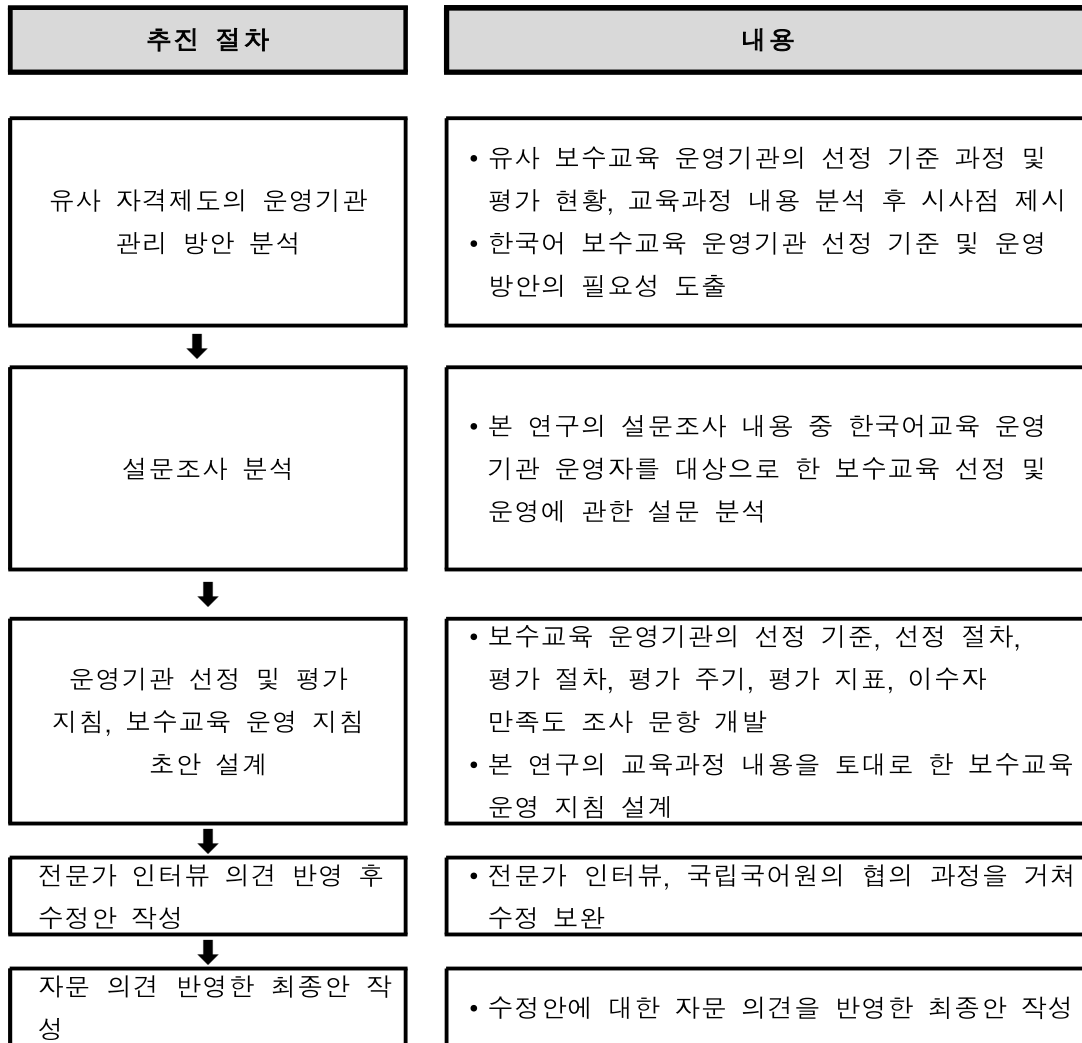 추진 절차
내용
유사 자격제도의 운영기관
관리 방안 분석
• 유사 보수교육 운영기관의 선정 기준 과정 및
평가 현황, 교육과정 내용 분석 후 시사점 제시
• 한국어 보수교육 운영기관 선정 기준 및 운영
방안의 필요성 도출
설문조사 분석
• 본 연구의 설문조사 내용 중 한국어교육 운영
기관 운영자를 대상으로 한 보수교육 선정 및
운영에 관한 설문 분석
운영기관 선정 및 평가
지침, 보수교육 운영 지침
초안 설계
• 보수교육 운영기관의 선정 기준, 선정 절차,
평가 절차, 평가 주기, 평가 지표, 이수자
만족도 조사 문항 개발
• 본 연구의 교육과정 내용을 토대로 한 보수교육
운영 지침 설계
전문가 인터뷰 의견 반영 후
수정안 작성
• 전문가 인터뷰, 국립국어원의 협의 과정을 거쳐
수정 보완
자문 의견 반영한 최종안 작
성
• 수정안에 대한 자문 의견을 반영한 최종안 작성